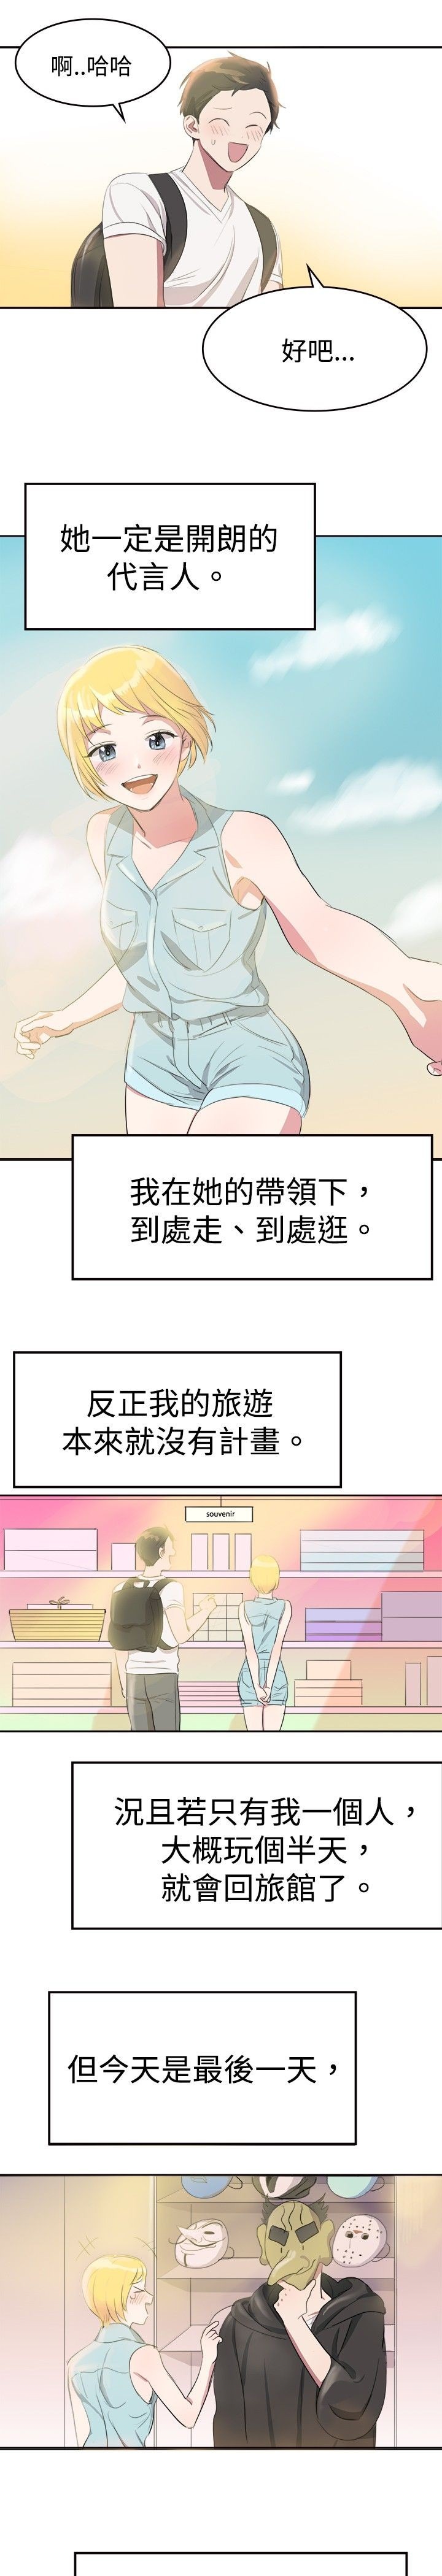 啊..哈哈
好吧...
她一定是開朗的
代言人。
我在她的帶領下，
到處走、到處逛。
反正我的旅遊
本來就沒有計畫。
souvenir
況且若只有我一個人，
大概玩個半天，
就會回旅館了。
但今天是最後一天，